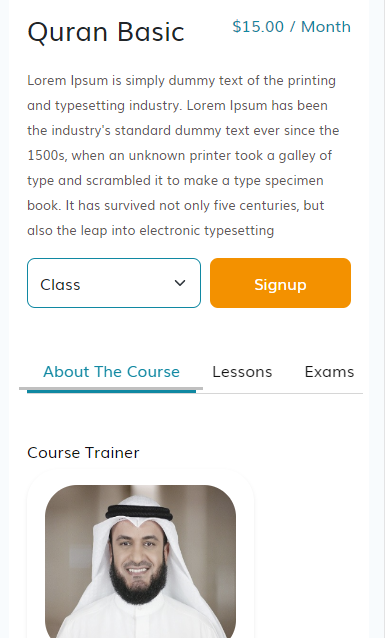 Quran Basic
$15.00 / Month
Lorem Ipsum is simply dummy text of the printing
and typesetting industry. Lorem Ipsum has been
the industry's standard dummy text ever since the
1500s, when an unknown printer took a galley of
type and scrambled it to make a type specimen
book. It has survived not only five centuries, but
also the leap into electronic typesetting
Class
Signup
About The Course
Lessons
Exams
Course Trainer